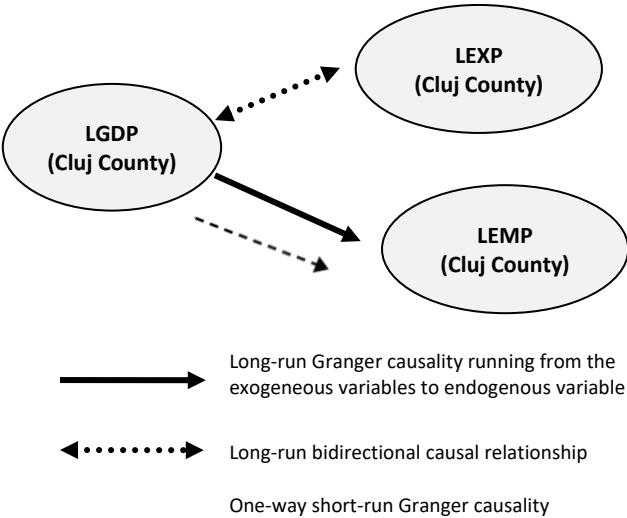 LEXP
(Cluj County)
LGDP
(Cluj County)
LEMP
(Cluj County)
Long-run Granger causality running from the
exogeneous variables to endogenous variable
Long-run bidirectional causal relationship
One-way short-run Granger causality